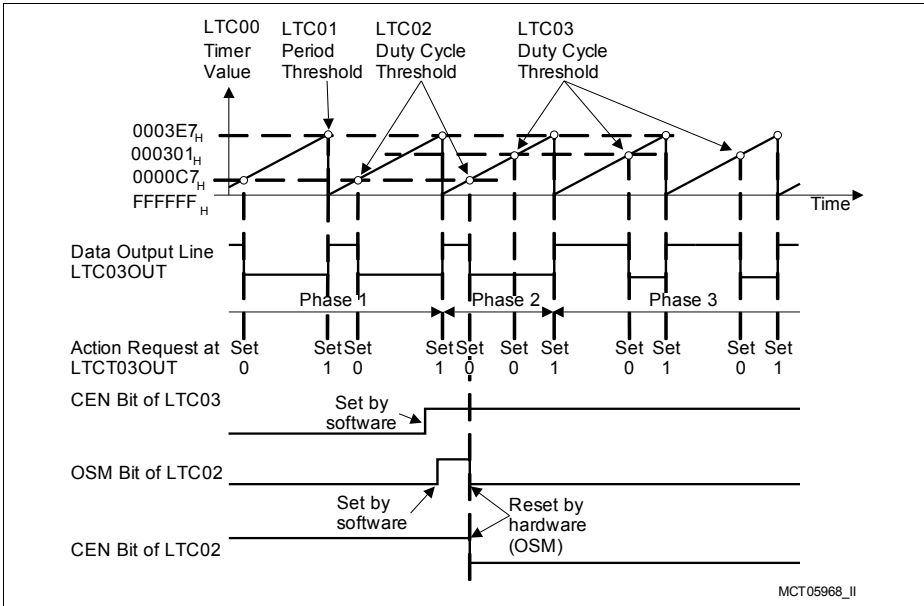 LTC00
Timer
Value
LTC01
Period
Threshold
LTC02
Duty Cycle
Threshold
LTC03
Duty Cycle
Threshold
0003E7H
000301H
0000C7H
FFFFFFH
Time
Data Output Line
LTC03OUT
Phase 1
Phase 2
Phase 3
Action Request at
LTCT03OUT
Set Set Set Set Set Set Set Set Set Set Set
0 1 0 1 0 0 1 0 1 0 1
CEN Bit of LTC03
Set by
software
OSM Bit of LTC02
Set by
software
Reset by
hardware
(OSM)
CEN Bit of LTC02
MCT05968_II